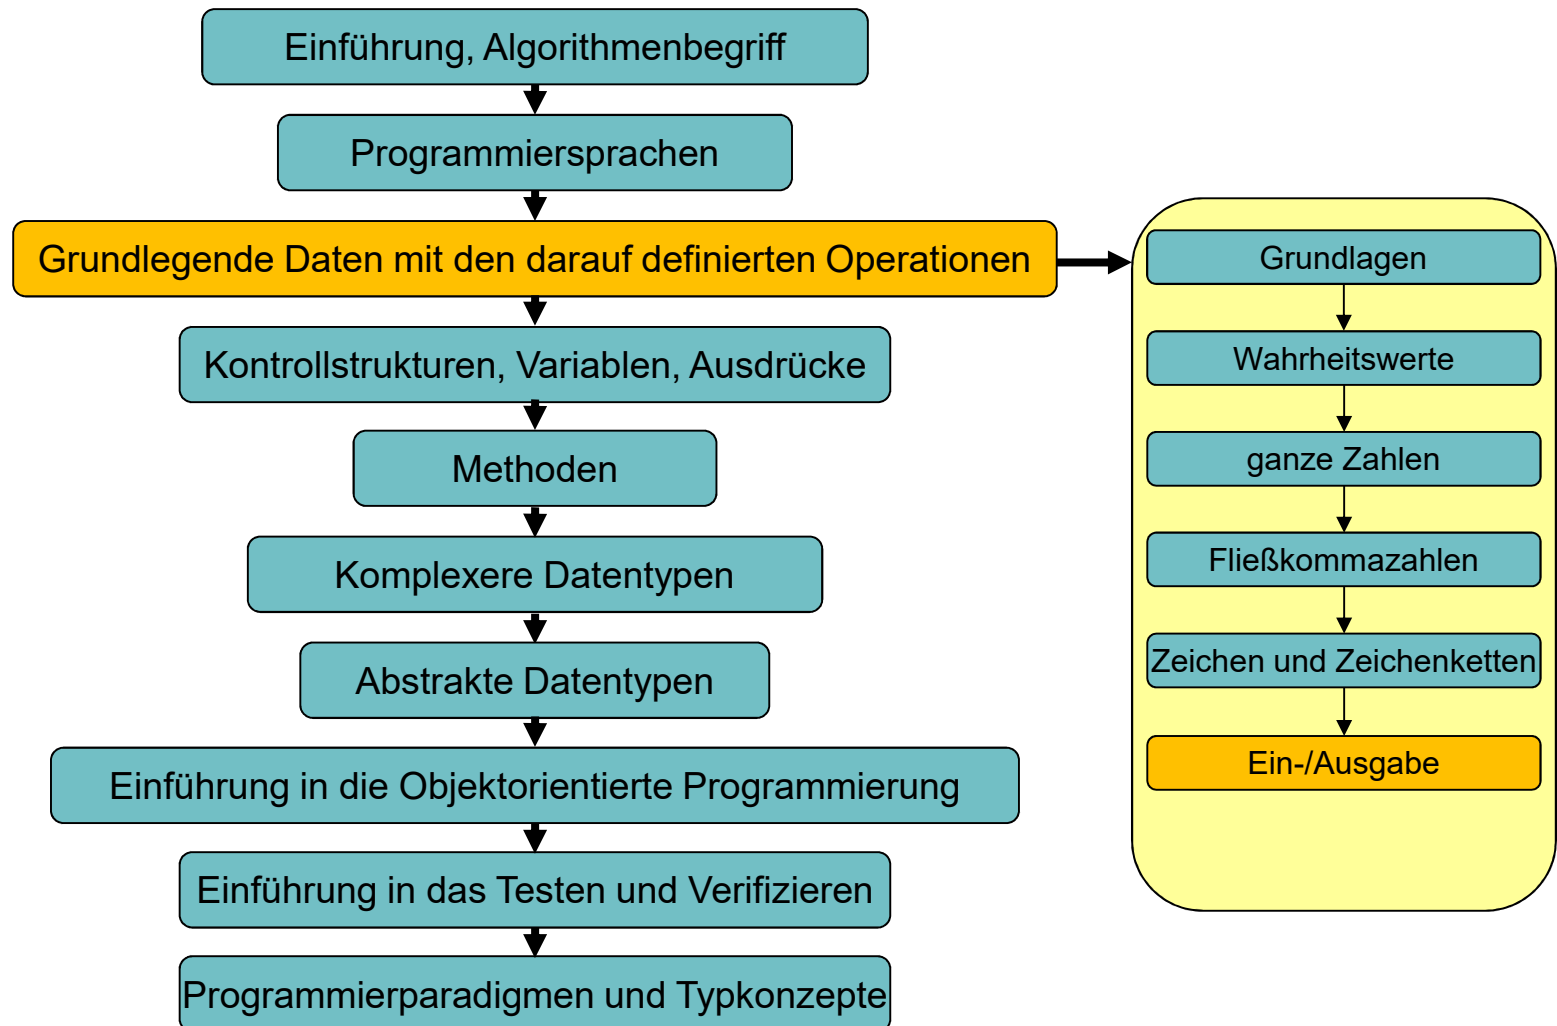 Einführung, Algorithmenbegriff
Programmiersprachen
Grundlegende Daten mit den darauf definierten Operationen
Kontrollstrukturen, Variablen, Ausdrücke
Methoden
Komplexere Datentypen
Abstrakte Datentypen
Einführung in die Objektorientierte Programmierung
Einführung in das Testen und Verifizieren
Programmierparadigmen und Typkonzepte
Grundlagen
Wahrheitswerte
ganze Zahlen
Fließkommazahlen
Zeichen und Zeichenketten
Ein-/Ausgabe